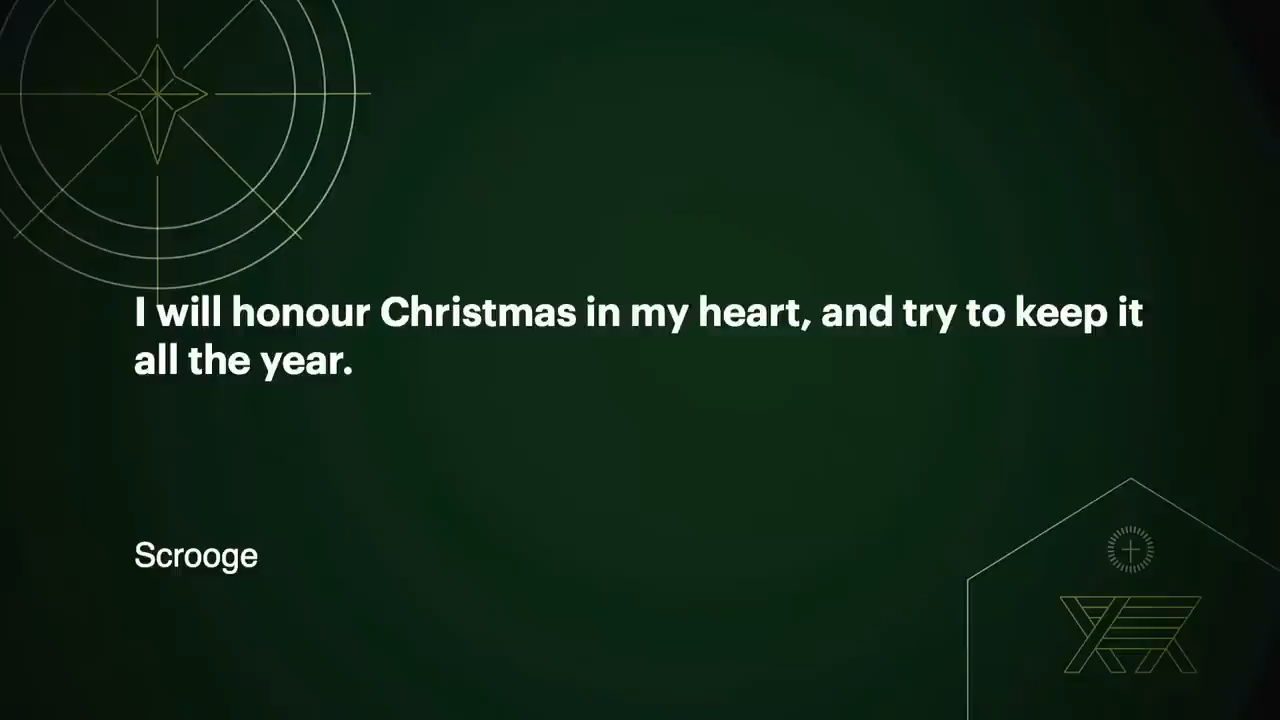 I will honour Christmas in my heart, and try to keep it
all the year.
Scrooge